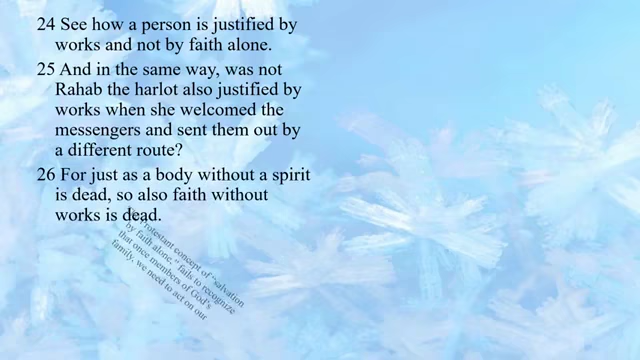 24 See how a person is justified by
works and not by faith alone.
25 And in the same way, was not
Rahab the harlot also justified by
works when she welcomed the
messengers and sent them out by
a different route?
26 For just as a body without a spirit
is dead, so also faith without
works is dead.
Protestant concept of "salvation
by faith alone," fails to recognize
that once members of God's
family, we need to act on our